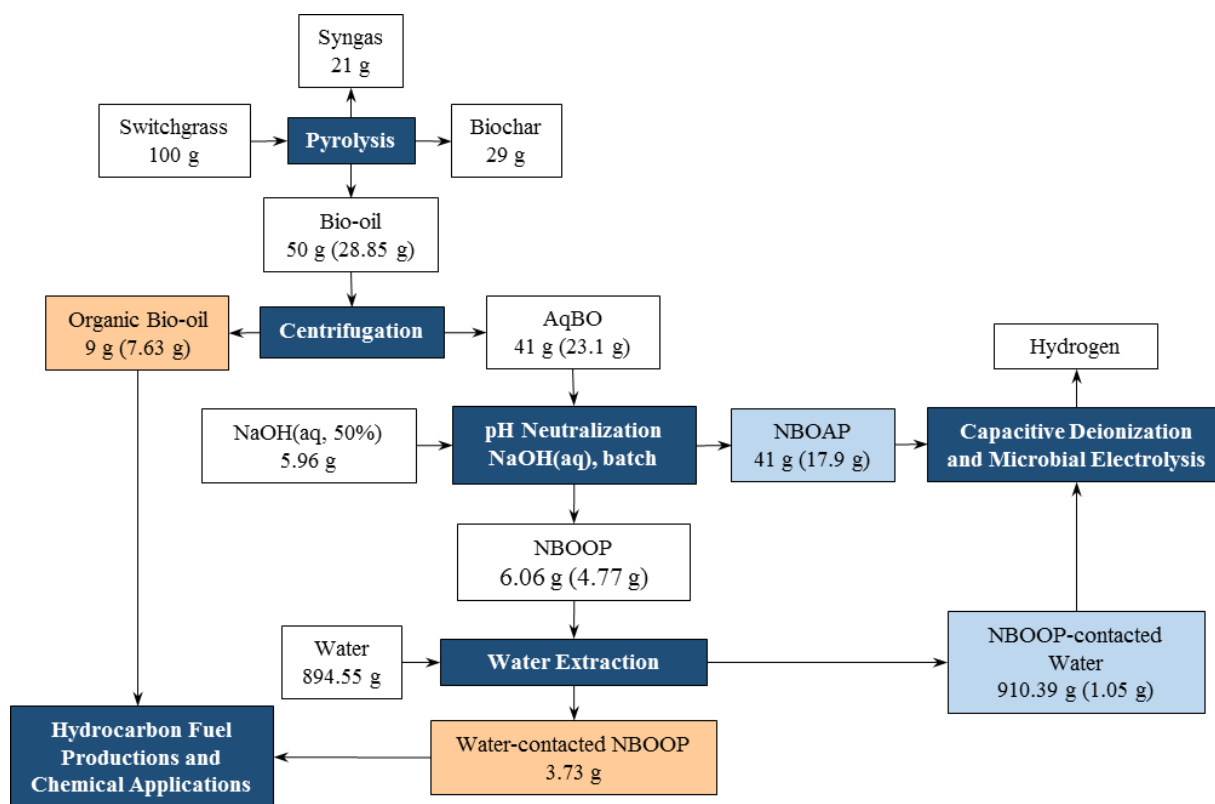 Syngas
21 g
Switchgrass
100 g
Pyrolysis
Biochar
29 g
Bio-oil
50 g (28.85 g)
Organic Bio-oil
9 g (7.63 g)
Centrifugation
AqBO
41 g (23.1 g)
Hydrogen
NaOH(aq, 50%)
5.96 g
pH Neutralization
NaOH(aq), batch
NBOAP
41 g (17.9 g)
Capacitive Deionization
and Microbial Electrolysis
NBOOP
6.06 g (4.77 g)
Water
894.55 g
Water Extraction
NBOOP-contacted
Water
910.39 g (1.05 g)
Hydrocarbon Fuel
Productions and
Chemical Applications
Water-contacted NBOOP
3.73 g